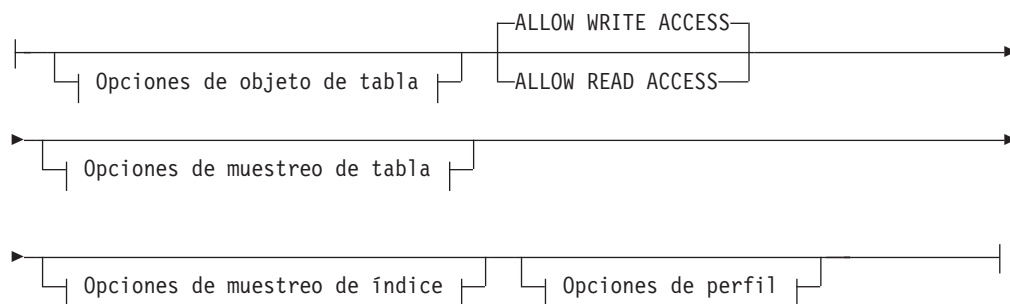 ALLOW WRITE ACCESS
Opciones de objeto de tabla ALLOW READ ACCESS
Opciones de muestreo de tabla
Opciones de muestreo de índice Opciones de perfil